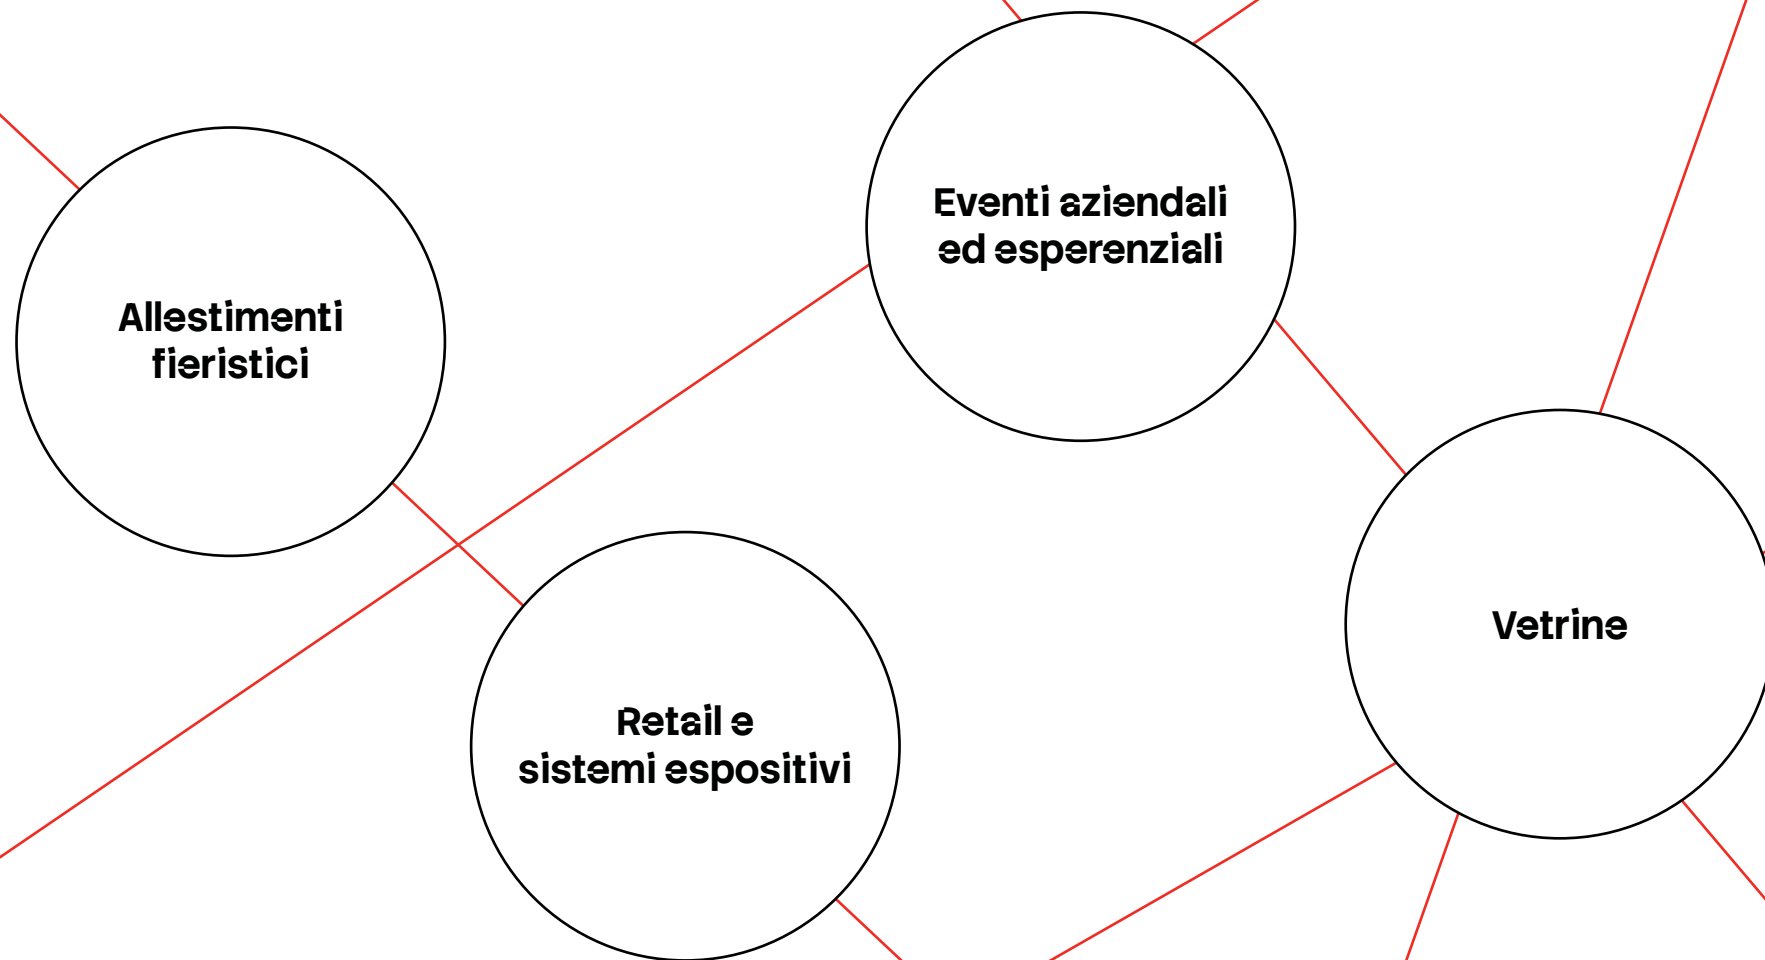 Allestimenti
fieristici
Eventi aziendali
ed esperenziali
Retail e
sistemi espositivi
Vetrine